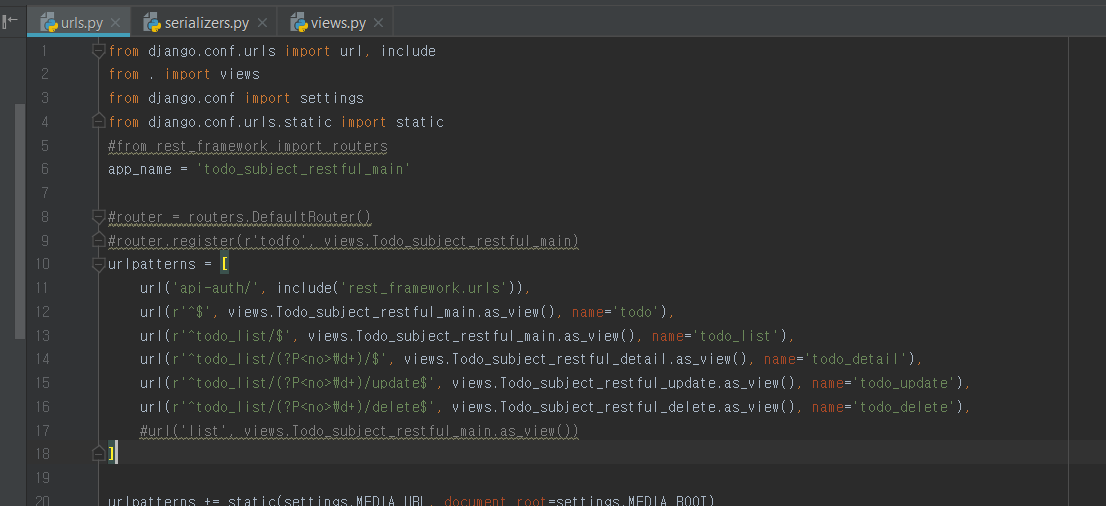 urls.py serializers.py views.py
1 from django.conf.urls import url, include
2 from . import views
3 from django.conf import settings
4 from django.conf.urls.static import static
5 #from rest_framework import routers
6 app_name = 'todo_subject_restful_main'
7
8 #router = routers.DefaultRouter()
9 #router.register(r'todfo', views.Todo_subject_restful_main)
10 urlpatterns = [
11 url('api-auth/', include('rest_framework.urls')),
12 url(r'^$', views.Todo_subject_restful_main.as_view(), name='todo'),
13 url(r'^todo_list/$', views.Todo_subject_restful_main.as_view(), name='todo_list'),
14 url(r'^todo_list/(?P<no>₩d+)/$', views.Todo_subject_restful_detail.as_view(), name='todo_detail'),
15 url(r'^todo_list/(?P<no>₩d+)/update$', views.Todo_subject_restful_update.as_view(), name='todo_update'),
16 url(r'^todo_list/(?P<no>₩d+)/delete$', views.Todo_subject_restful_delete.as_view(), name='todo_delete'),
17 #url('list', views.Todo_subject_restful_main.as_view())
18 ]
19
20 urlpatterns += static(settings.MEDIA_URL, document_root=settings.MEDIA_ROOT)